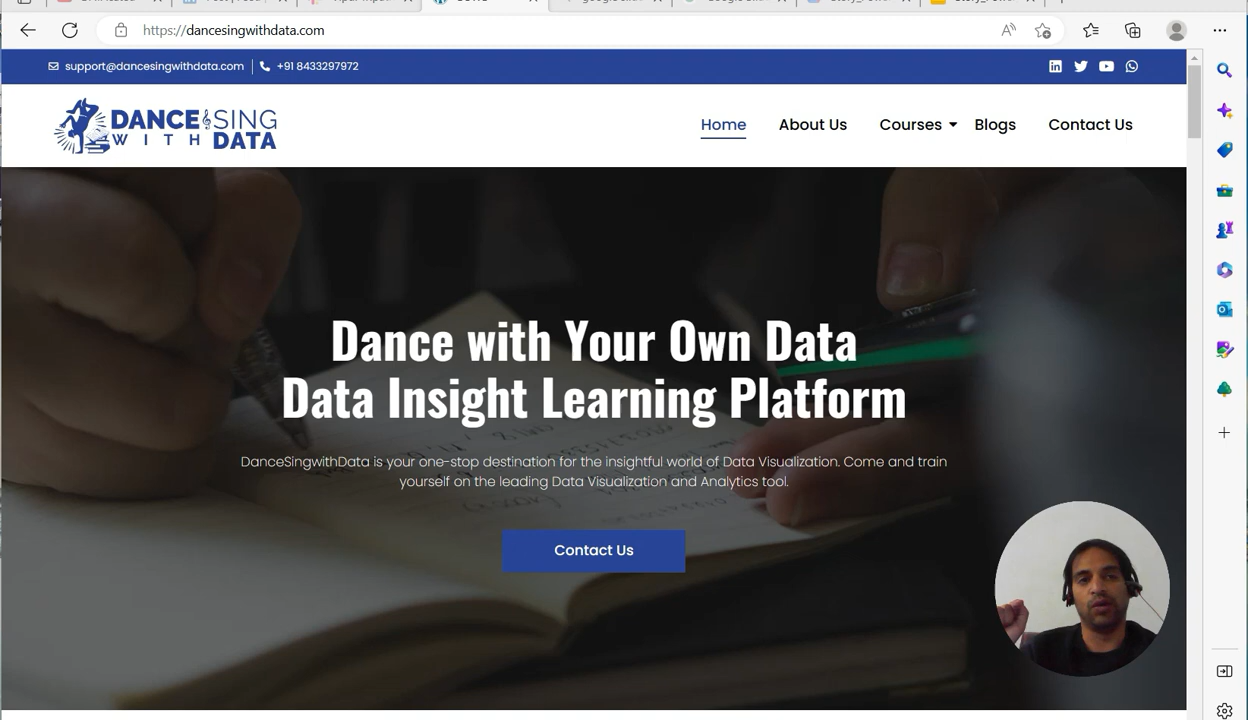 https://dancesingwithdata.com
support@dancesingwithdata.com
+91 8433297972
DANCE SING
WITH DATA
Home
About Us
Courses
Blogs
Contact Us
Dance with Your Own Data
Data Insight Learning Platform
DanceSingwithData is your one-stop destination for the insightful world of Data Visualization. Come and train
yourself on the leading Data Visualization and Analytics tool.
Contact Us